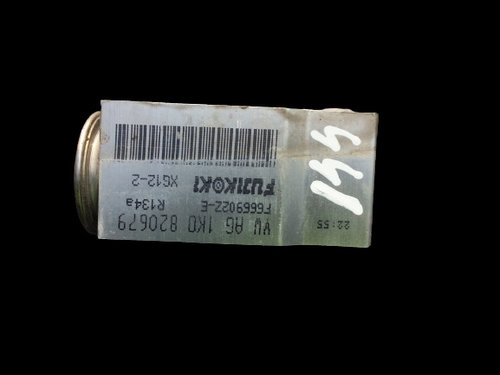 VW AG 1K0 820679
F666902Z-E R134a
FUJIKOKI XG12-2
22:55